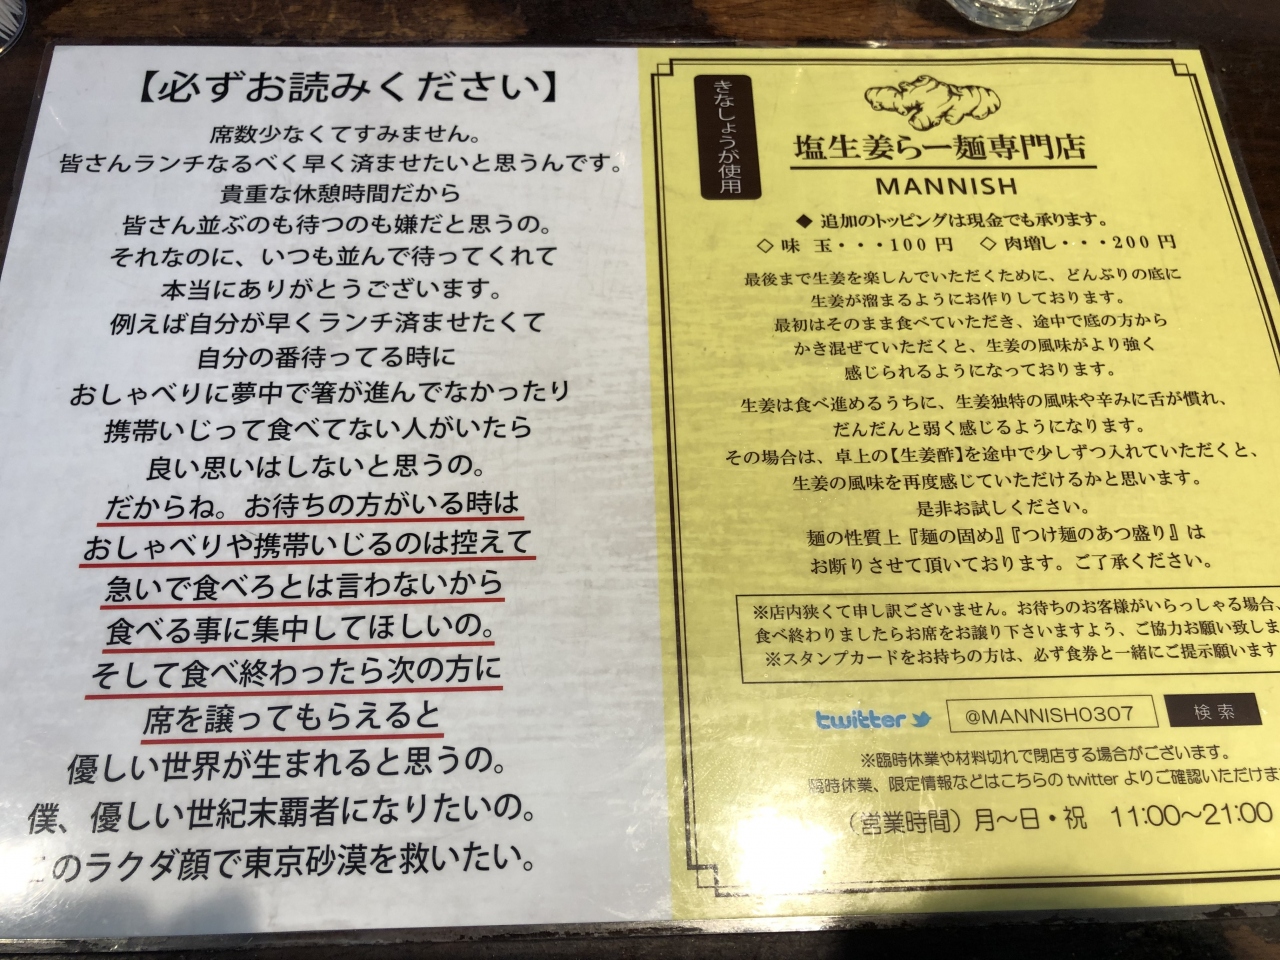 【必ずお読みください】
席数少なくてすみません。
皆さんランチなるべく早く済ませたいと思うんです。
貴重な休憩時間だから
皆さん並ぶのも待つのも嫌だと思うの。
それなのに、いつも並んで待ってくれて
本当にありがとうございます。
例えば自分が早くランチ済ませたくて
自分の番待ってる時に
おしゃべりに夢中で箸が進んでなかったり
携帯いじって食べてない人がいたら
良い思いはしないと思うの。
だからね。お待ちの方がいる時は
おしゃべりや携帯いじるのは控えて
急いで食べろとは言わないから
食べる事に集中してほしいの。
そして食べ終わったら次の方に
席を譲ってもらえると
優しい世界が生まれると思うの。
僕、優しい世紀末覇者になりたいの。
このラクダ顔で東京砂漠を救いたい。
きなしょうが使用
塩生姜らー麺専門店
MANNISH
◆ 追加のトッピングは現金でも承ります。
◇ 味 玉・・・100 円 ◇ 肉増し・・・200 円
最後まで生姜を楽しんでいただくために、どんぶりの底に
生姜が溜まるようにお作りしております。
最初はそのまま食べていただき、途中で底の方から
かき混ぜていただくと、生姜の風味がより強く
感じられるようになっております。
生姜は食べ進めるうちに、生姜独特の風味や辛みに舌が慣れ、
だんだんと弱く感じるようになります。
その場合は、卓上の【生姜酢】を途中で少しずつ入れていただくと、
生姜の風味を再度感じていただけるかと思います。
是非お試しください。
麺の性質上『麺の固め』『つけ麺のあつ盛り』は
お断りさせて頂いております。ご了承ください。
※店内狭くて申し訳ございません。お待ちのお客様がいらっしゃる場合、
食べ終わりましたらお席をお譲り下さいますよう、ご協力お願い致しま
※スタンプカードをお持ちの方は、必ず食券と一緒にご提示願います
twitter @MANNISH0307 検索
※臨時休業や材料切れで閉店する場合がございます。
臨時休業、限定情報などはこちらの twitter よりご確認いただけま
（営業時間）月～日・祝 11:00～21:00